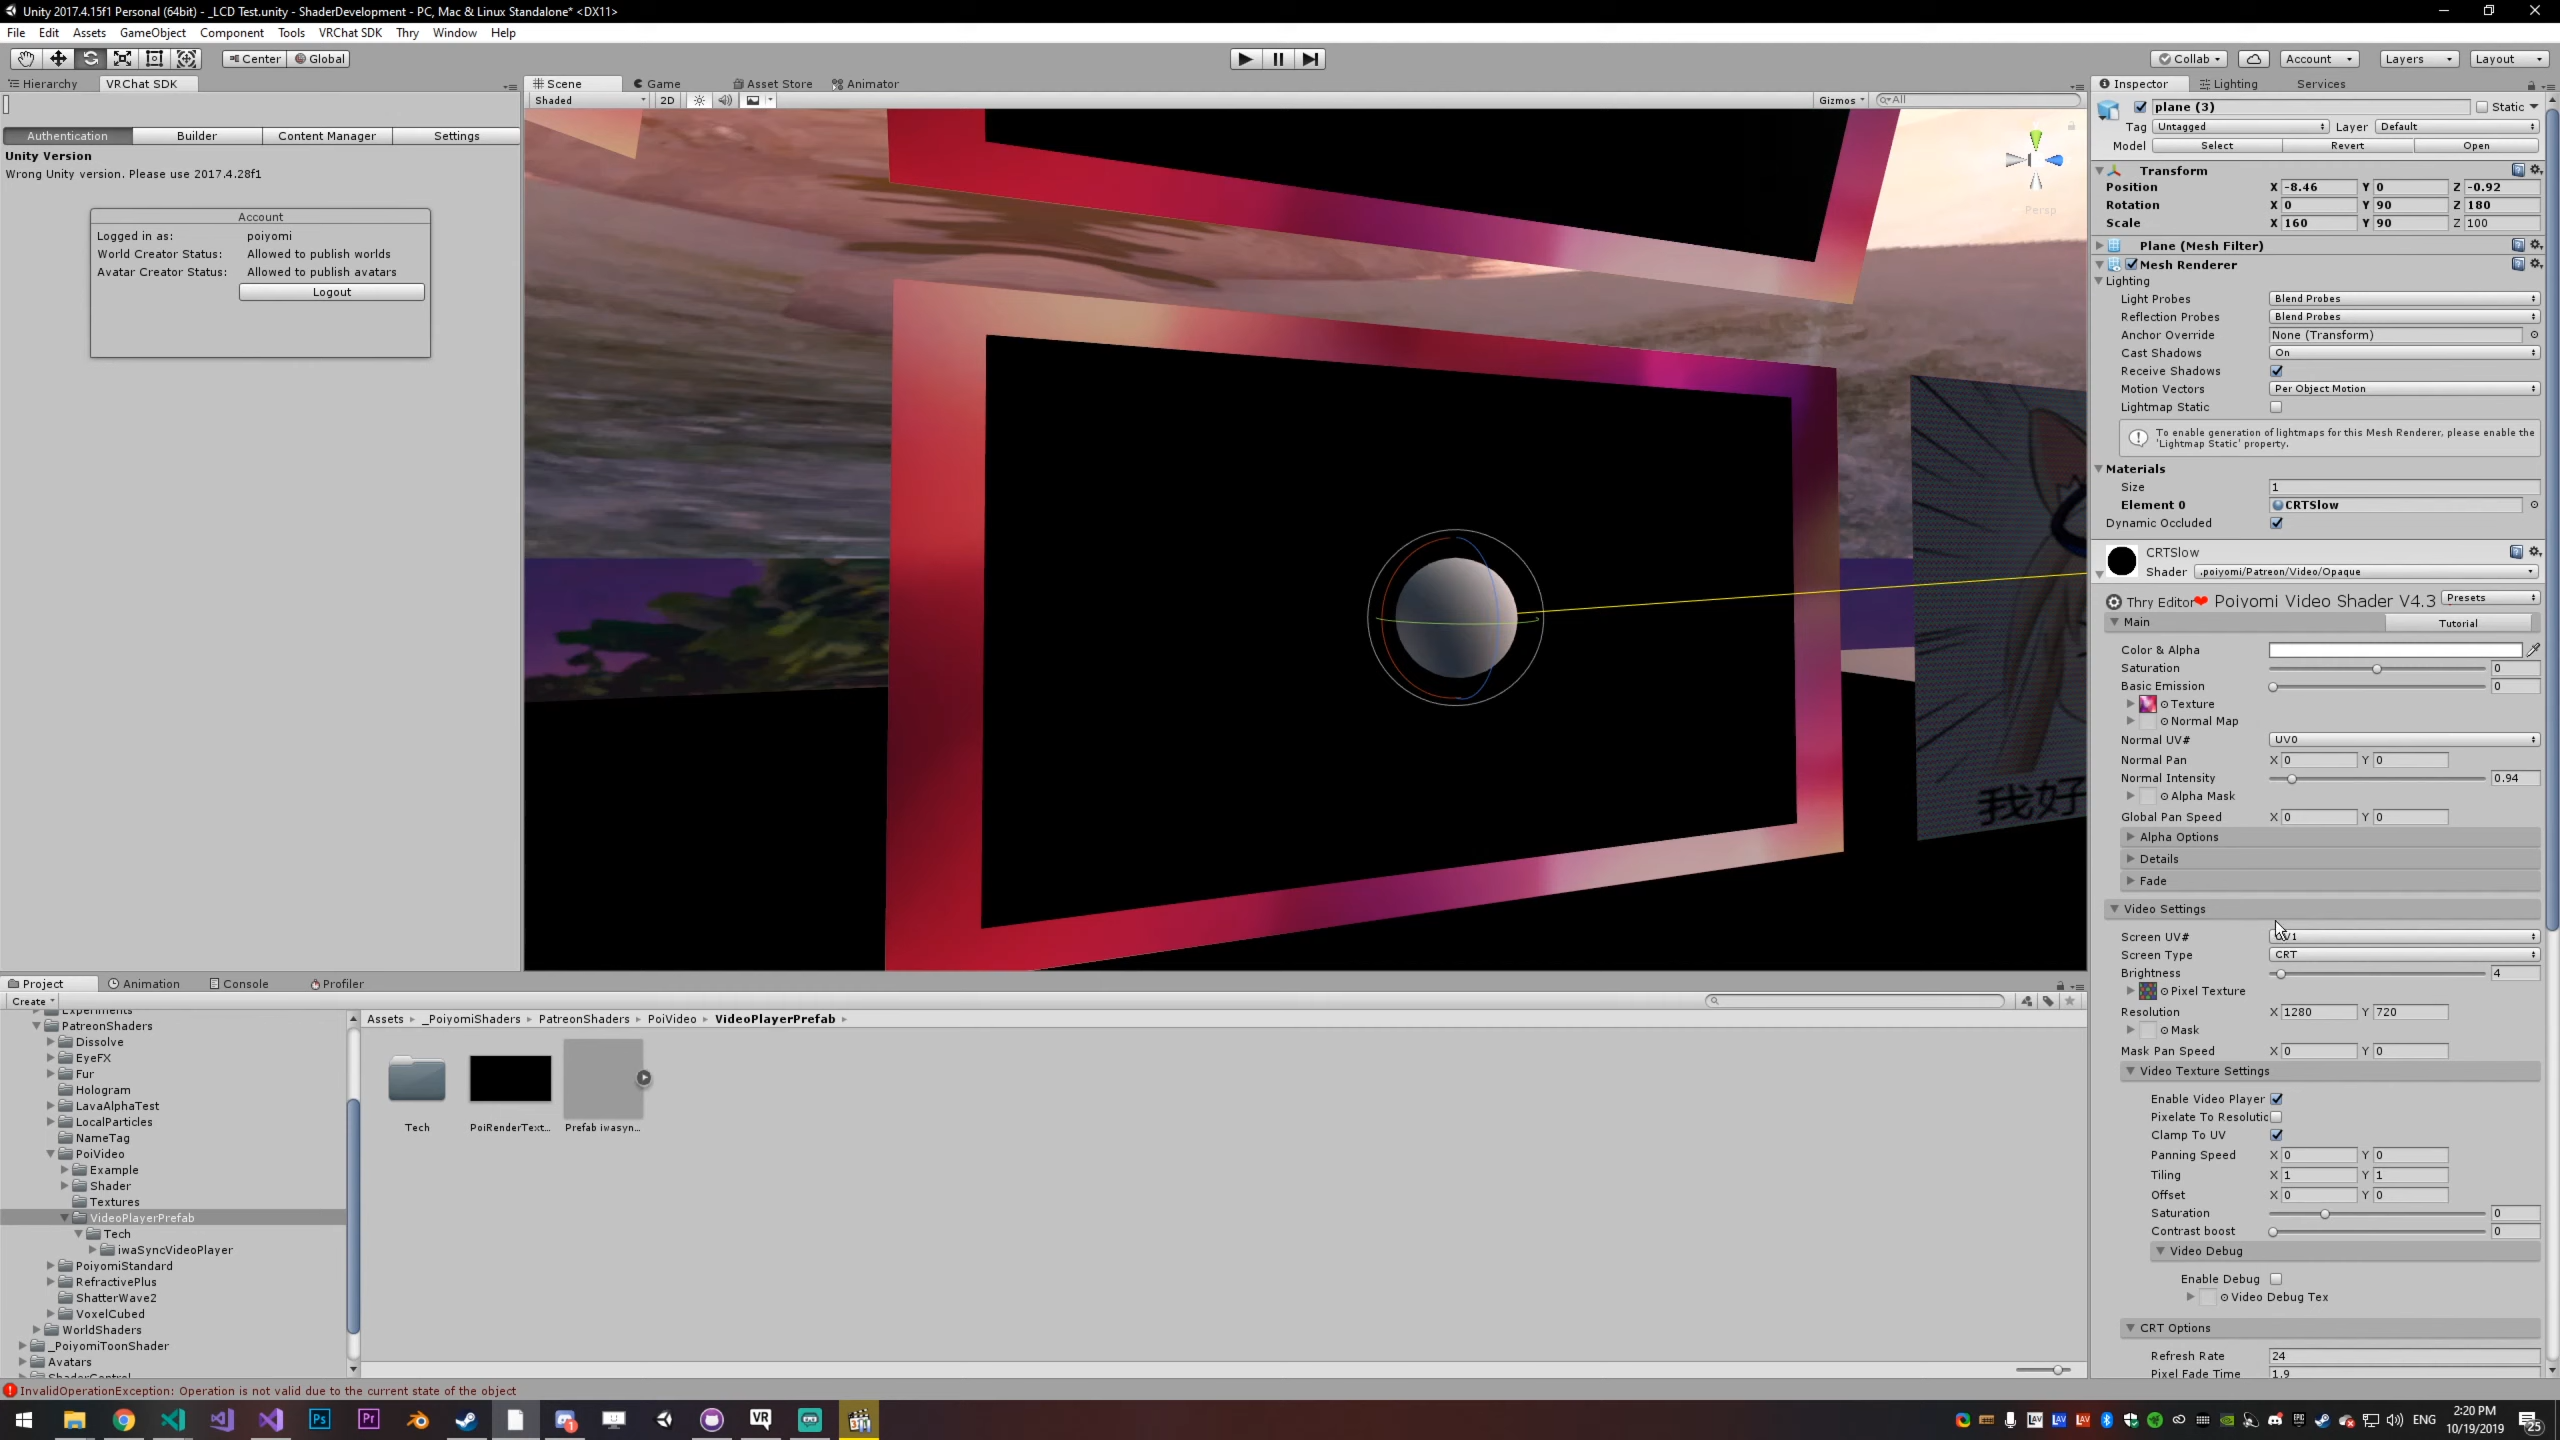 Unity 2017.4.15f1 Personal (64bit) - _LCD Test.unity - ShaderDevelopment - PC, Mac & Linux Standalone* <DX11>
File Edit Assets GameObject Component Tools VRChat SDK Thry Window Help
Center Global Collab Account Layers Layout
Hierarchy VRChat SDK
Authentication Builder Content Manager Settings
Unity Version
Wrong Unity version. Please use 2017.4.28f1
Account
Logged in as: poiyomi
World Creator Status: Allowed to publish worlds
Avatar Creator Status: Allowed to publish avatars
Logout
Scene Game Asset Store Animator
Shaded 2D Gizmos All
Persp
我好
Inspector Lighting Services
plane (3) Static
Tag Untagged Layer Default
Model Select Revert Open
Transform
Position X -8.46 Y 0 Z -0.92
Rotation X 0 Y 90 Z 180
Scale X 160 Y 90 Z 100
Plane (Mesh Filter)
Mesh Renderer
Lighting
Light Probes Blend Probes
Reflection Probes Blend Probes
Anchor Override None (Transform)
Cast Shadows On
Receive Shadows
Motion Vectors Per Object Motion
Lightmap Static
To enable generation of lightmaps for this Mesh Renderer, please enable the
'Lightmap Static' property.
Materials
Size 1
Element 0 CRTSlow
Dynamic Occluded
CRTSlow
Shader .poiyomi/Patreon/Video/Opaque
Thry Editor Poiyomi Video Shader V4.3 Presets
Main Tutorial
Color & Alpha
Saturation 0
Basic Emission 0
Texture
Normal Map
Normal UV# UV0
Normal Pan X 0 Y 0
Normal Intensity 0.94
Alpha Mask
Global Pan Speed X 0 Y 0
Alpha Options
Details
Fade
Video Settings
Screen UV#
Screen Type CRT
Brightness 4
Pixel Texture
Resolution X 1280 Y 720
Mask
Mask Pan Speed X 0 Y 0
Video Texture Settings
Enable Video Player
Pixelate To Resolutic
Clamp To UV
Panning Speed X 0 Y 0
Tiling X 1 Y 1
Offset X 0 Y 0
Saturation 0
Contrast boost 0
Video Debug
Enable Debug
Video Debug Tex
CRT Options
Refresh Rate 24
Pixel Fade Time 1.9
Project Animation Console Profiler
Create
Experiments
PatreonShaders
Dissolve
EyeFX
Fur
Hologram
LavaAlphaTest
LocalParticles
NameTag
PoiVideo
Example
Shader
Textures
VideoPlayerPrefab
Tech
iwaSyncVideoPlayer
PoiyomiStandard
RefractivePlus
ShatterWave2
VoxelCubed
WorldShaders
_PoiyomiToonShader
Avatars
Assets _PoiyomiShaders PatreonShaders PoiVideo VideoPlayerPrefab
Tech PoiRenderText... Prefab iwasyn...
InvalidOperationException: Operation is not valid due to the current state of the object
Ps Pr VR
LAV LAV LAV EPIC ENG 2:20 PM
10/19/2019 25